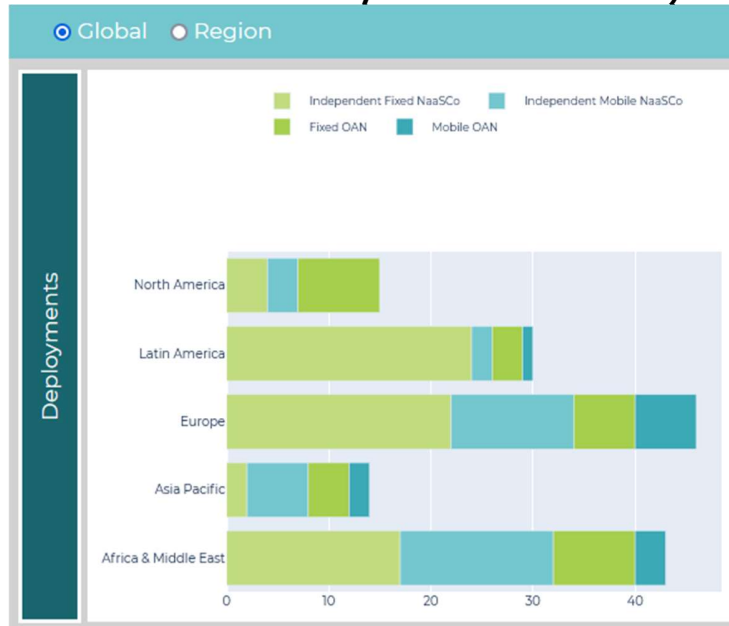 Global Region
Deployments
Independent Fixed NaaSCo Independent Mobile NaaSCo
Fixed OAN Mobile OAN
North America
Latin America
Europe
Asia Pacific
Africa & Middle East
0 10 20 30 40